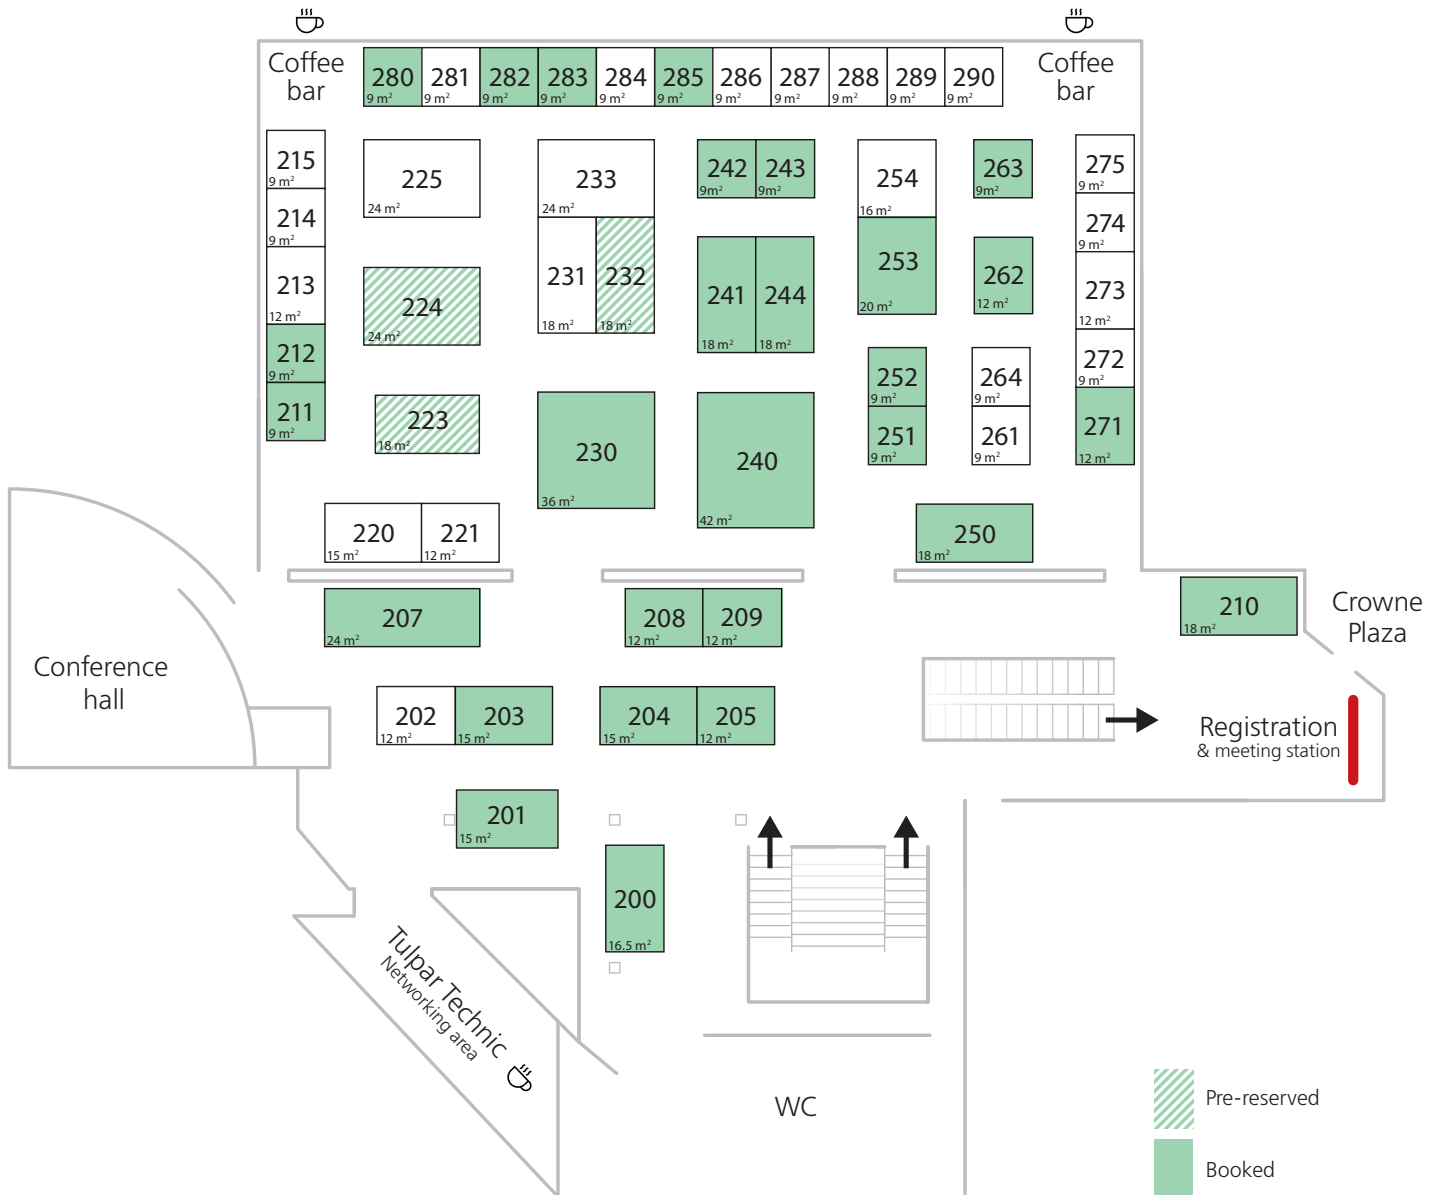 Coffee
bar
Coffee
bar
280
9 m²
281
9 m²
282
9 m²
283
9 m²
284
9 m²
285
9 m²
286
9 m²
287
9 m²
288
9 m²
289
9 m²
290
9 m²
215
9 m²
214
9 m²
213
12 m²
212
9 m²
211
9 m²
225
24 m²
224
24 m²
223
18 m²
220
15 m²
221
12 m²
233
24 m²
231
18 m²
232
18 m²
230
36 m²
242
9m²
243
9m²
241
18 m²
244
18 m²
240
42 m²
254
16 m²
253
20 m²
252
9 m²
251
9 m²
250
18 m²
263
9m²
262
12 m²
264
9 m²
261
9 m²
275
9 m²
274
9 m²
273
12 m²
272
9 m²
271
12 m²
207
24 m²
208
12 m²
209
12 m²
210
18 m²
Crowne
Plaza
Conference
hall
202
12 m²
203
15 m²
204
15 m²
205
12 m²
Registration
& meeting station
201
15 m²
200
16.5 m²
Tulpar Technic
Networking area
WC
Pre-reserved
Booked